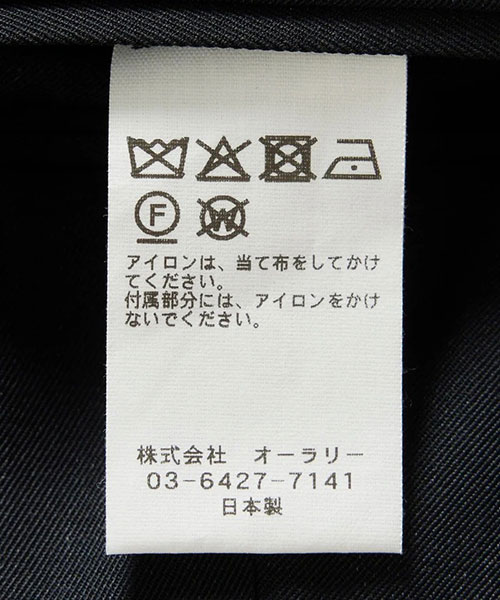 F W
アイロンは、当て布をしてかけ
てください。
付属部分には、アイロンをかけ
ないでください。
株式会社 オーラリー
03-6427-7141
日本製